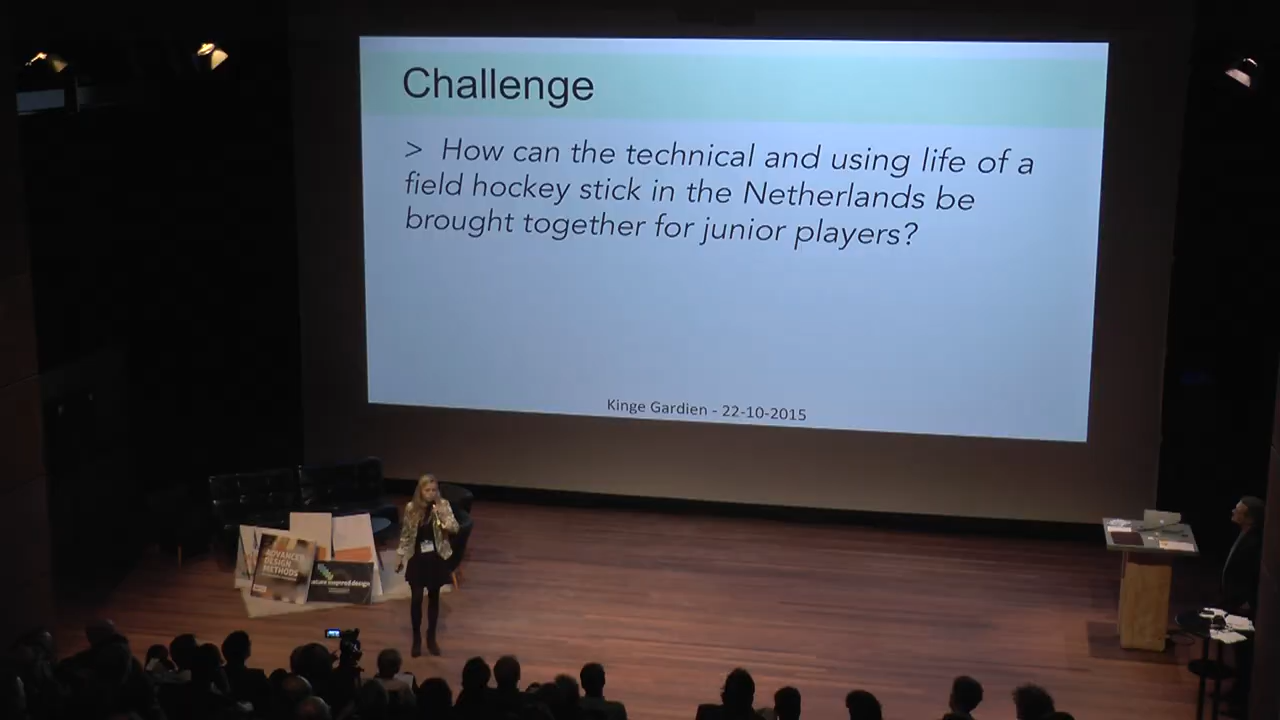 Challenge
> How can the technical and using life of a
field hockey stick in the Netherlands be
brought together for junior players?
Kinge Gardien - 22-10-2015
ADVANCED
DESIGN
METHODS
nature inspired design